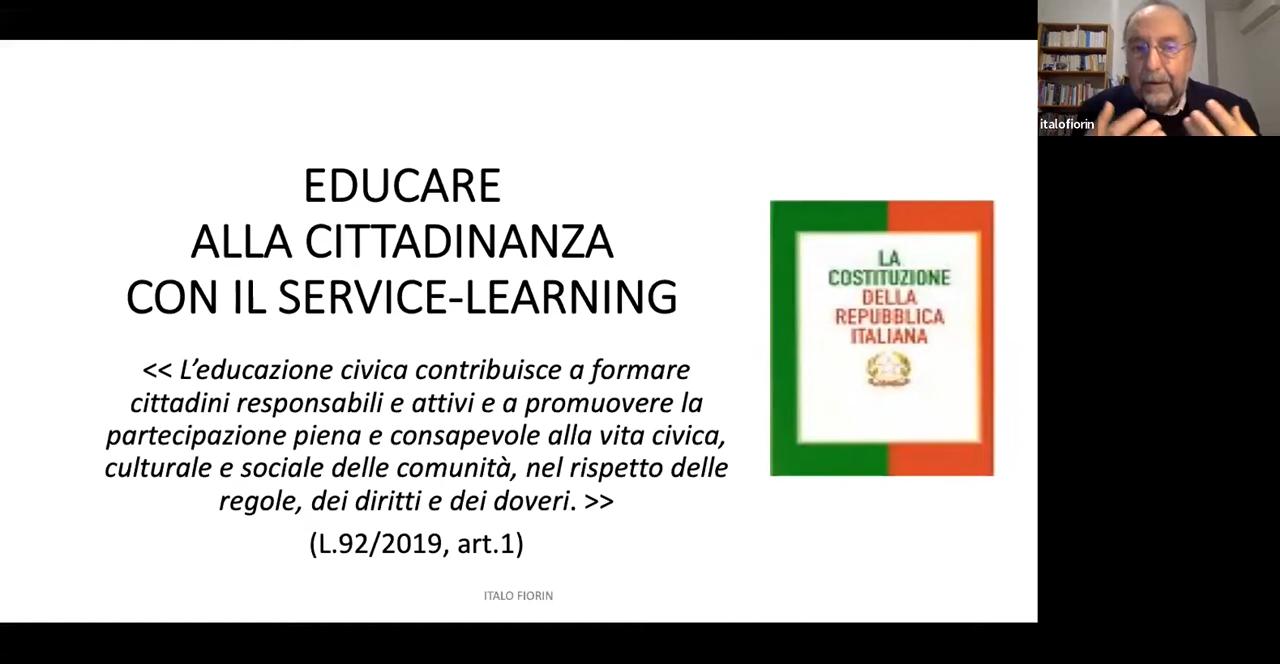 EDUCARE
ALLA CITTADINANZA
CON IL SERVICE-LEARNING
<< L’educazione civica contribuisce a formare
cittadini responsabili e attivi e a promuovere la
partecipazione piena e consapevole alla vita civica,
culturale e sociale delle comunità, nel rispetto delle
regole, dei diritti e dei doveri. >>
(L.92/2019, art.1)
ITALO FIORIN
LA
COSTITUZIONE
DELLA
REPUBBLICA
ITALIANA
italofiorin